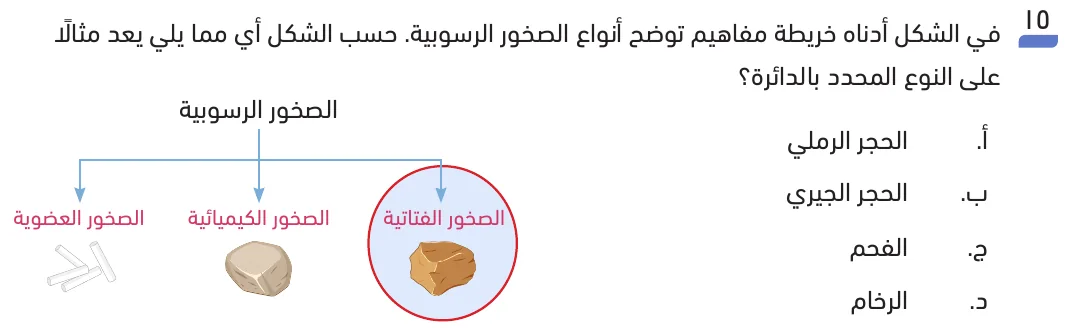 ١٥
في الشكل أدناه خريطة مفاهيم توضح أنواع الصخور الرسوبية. حسب الشكل أي مما يلي يعد مثالًا
على النوع المحدد بالدائرة؟
أ. الحجر الرملي
ب. الحجر الجيري
ج. الفحم
د. الرخام
الصخور الرسوبية
الصخور الفتاتية
الصخور الكيميائية
الصخور العضوية